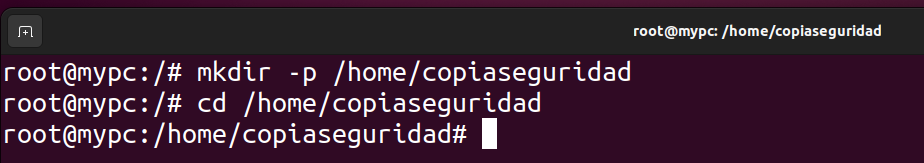 root@mypc: /home/copiaseguridad
root@mypc:/# mkdir -p /home/copiaseguridad
root@mypc:/# cd /home/copiaseguridad
root@mypc:/home/copiaseguridad#